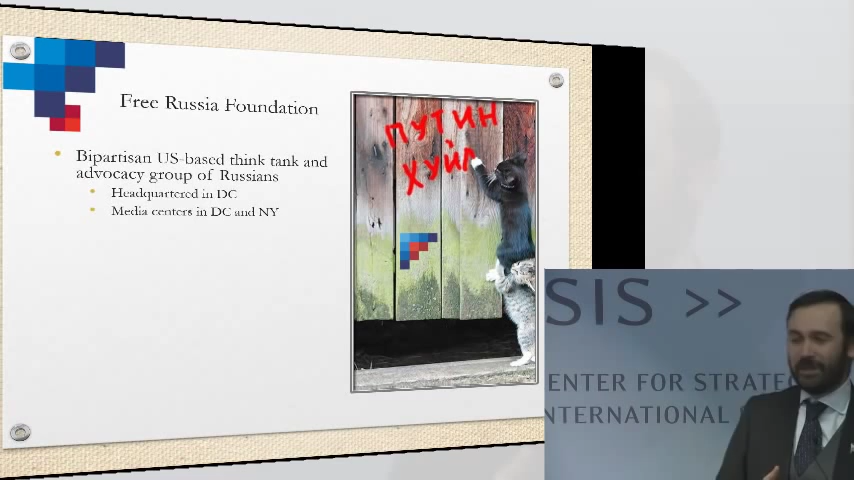 Free Russia Foundation
Bipartisan US-based think tank and
advocacy group of Russians
Headquartered in DC
Media centers in DC and NY
ПУТИН
ХУЙЛ
SIS >>
ENTER FOR
NTERNATIONAL